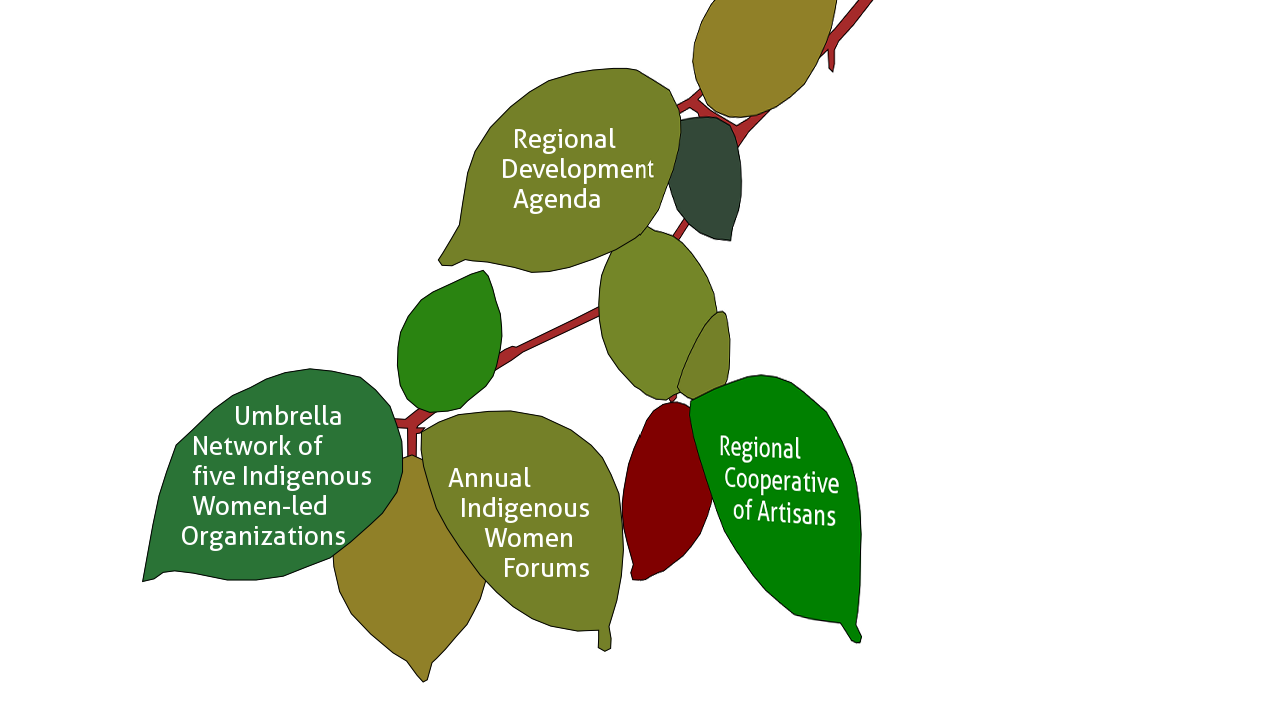 Regional
Development
Agenda
Umbrella
Network of
five Indigenous
Women-led
Organizations
Annual
Indigenous
Women
Forums
Regional
Cooperative
of Artisans